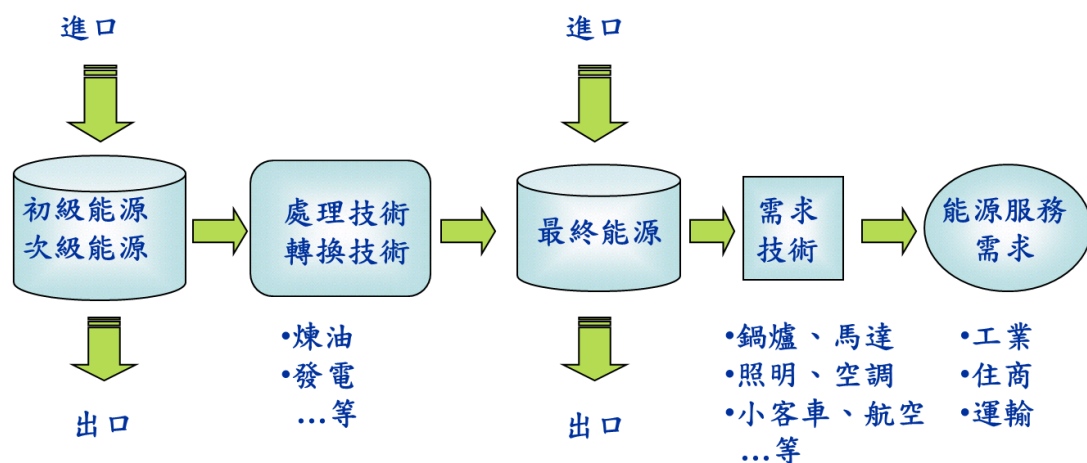 進口
進口
初級能源
次級能源
處理技術
轉換技術
最終能源
需求
技術
能源服務
需求
•煉油
•發電
...等
•鍋爐、馬達
•照明、空調
•小客車、航空
...等
•工業
•住商
•運輸
出口
出口